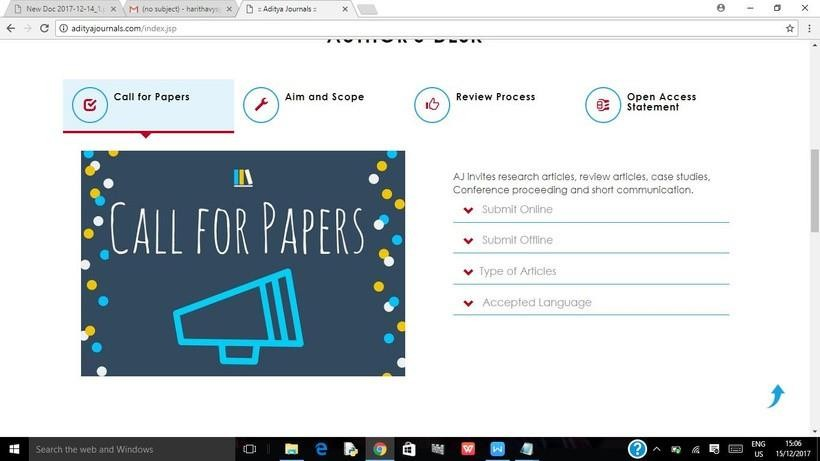 New Doc 2017-12-14_1.
(no subject) - harithavys
:: Aditya Journals ::
adityajournals.com/index.jsp
AUTHOR'S DESK
Call for Papers
Aim and Scope
Review Process
Open Access
Statement
CALL FOR PAPERS
AJ Invites research articles, review articles, case studies,
Conference proceeding and short communication.
Submit Online
Submit Offline
Type of Articles
Accepted Language
Search the web and Windows
ENG
US
15:06
15/12/2017